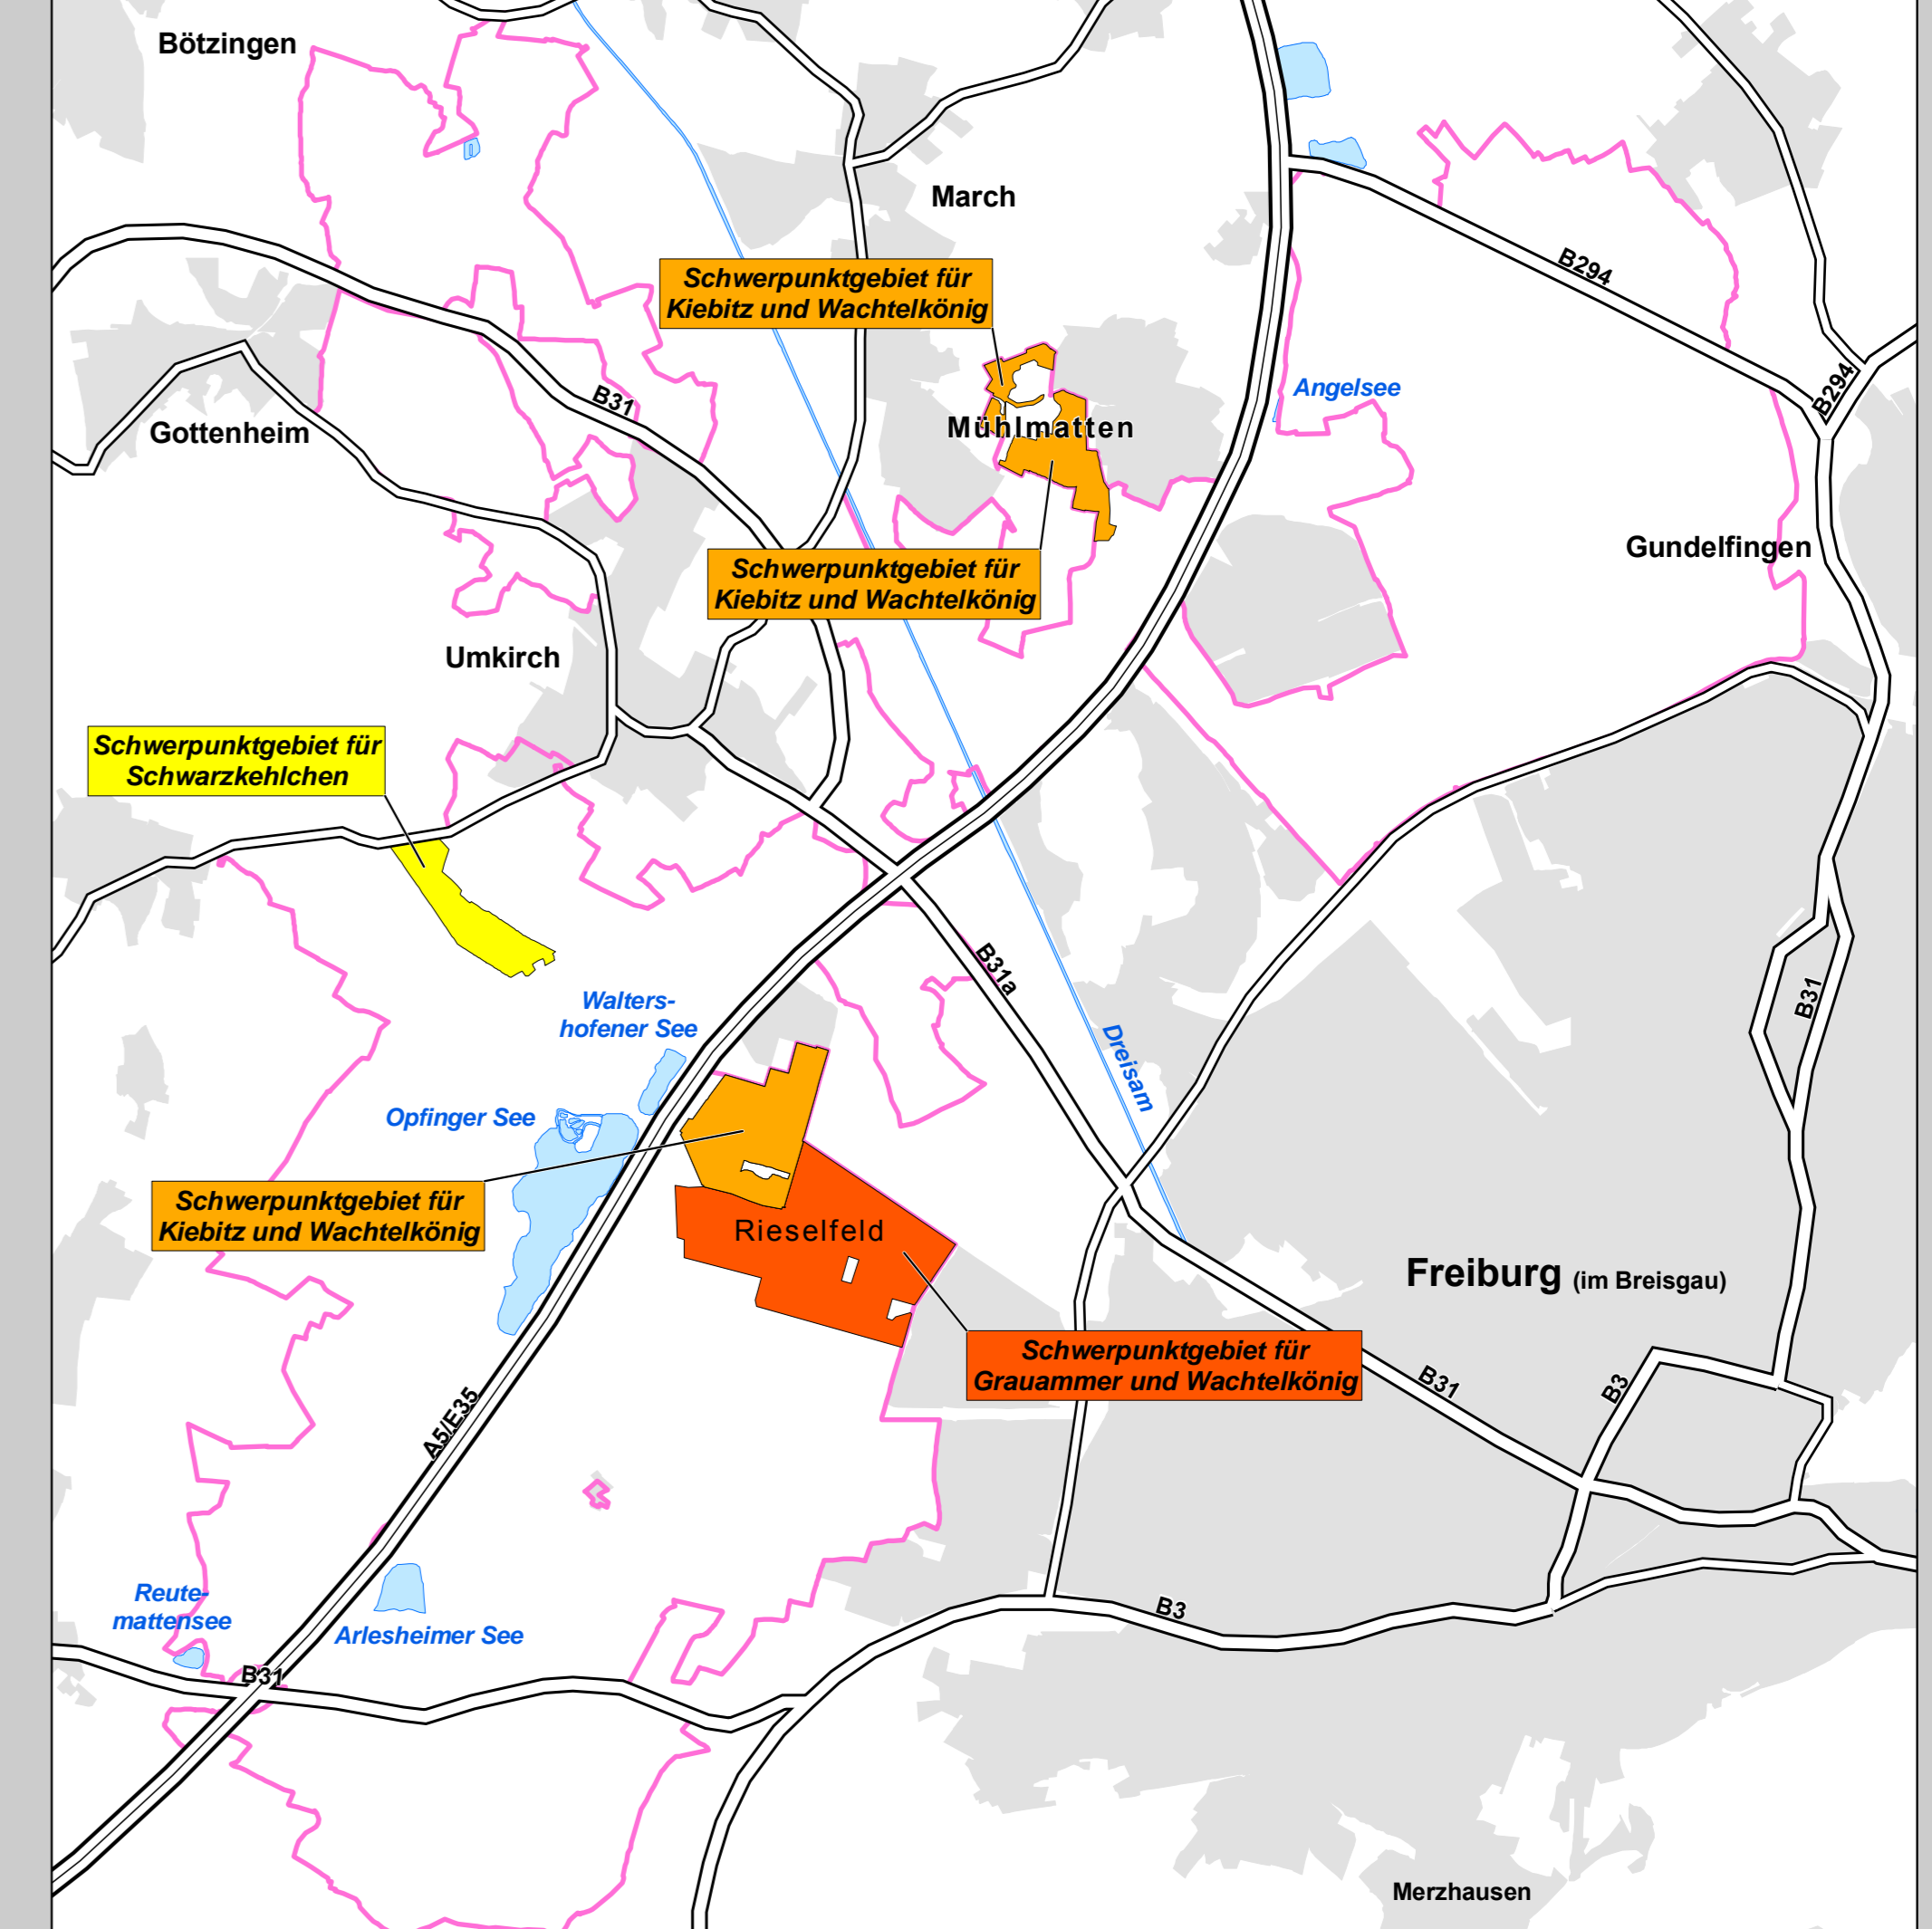 Bötzingen
March
B294
Schwerpunktgebiet für
Kiebitz und Wachtelkönig
Angelsee
B294
B31
Gottenheim
Mühlmatten
Gundelfingen
Schwerpunktgebiet für
Kiebitz und Wachtelkönig
Umkirch
Schwerpunktgebiet für
Schwarzkehlchen
B31a
B31
Walters-
hofener See
Dreisam
Opfinger See
Schwerpunktgebiet für
Kiebitz und Wachtelkönig
Rieselfeld
Freiburg (im Breisgau)
Schwerpunktgebiet für
Grauammer und Wachtelkönig
B31
B3
A5/E35
Reute-
mattensee
Arlesheimer See
B3
B31
Merzhausen